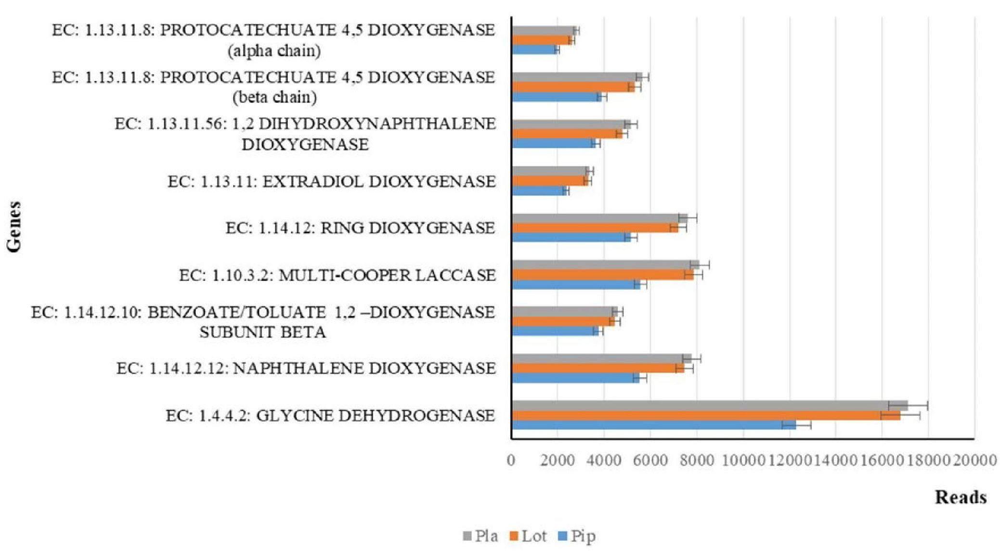 EC: 1.13.11.8: PROTOCATECHUATE 4,5 DIOXYGENASE
(alpha chain)
EC: 1.13.11.8: PROTOCATECHUATE 4,5 DIOXYGENASE
(beta chain)
EC: 1.13.11.56: 1,2 DIHYDROXYNAPHTHALENE
DIOXYGENASE
EC: 1.13.11: EXTRADIOL DIOXYGENASE
EC: 1.14.12: RING DIOXYGENASE
EC: 1.10.3.2: MULTI-COOPER LACCASE
EC: 1.14.12.10: BENZOATE/TOLUATE 1,2 –DIOXYGENASE
SUBUNIT BETA
EC: 1.14.12.12: NAPHTHALENE DIOXYGENASE
EC: 1.4.4.2: GLYCINE DEHYDROGENASE
Genes
0 2000 4000 6000 8000 10000 12000 14000 16000 18000 20000
Reads
Pla Lot Pip